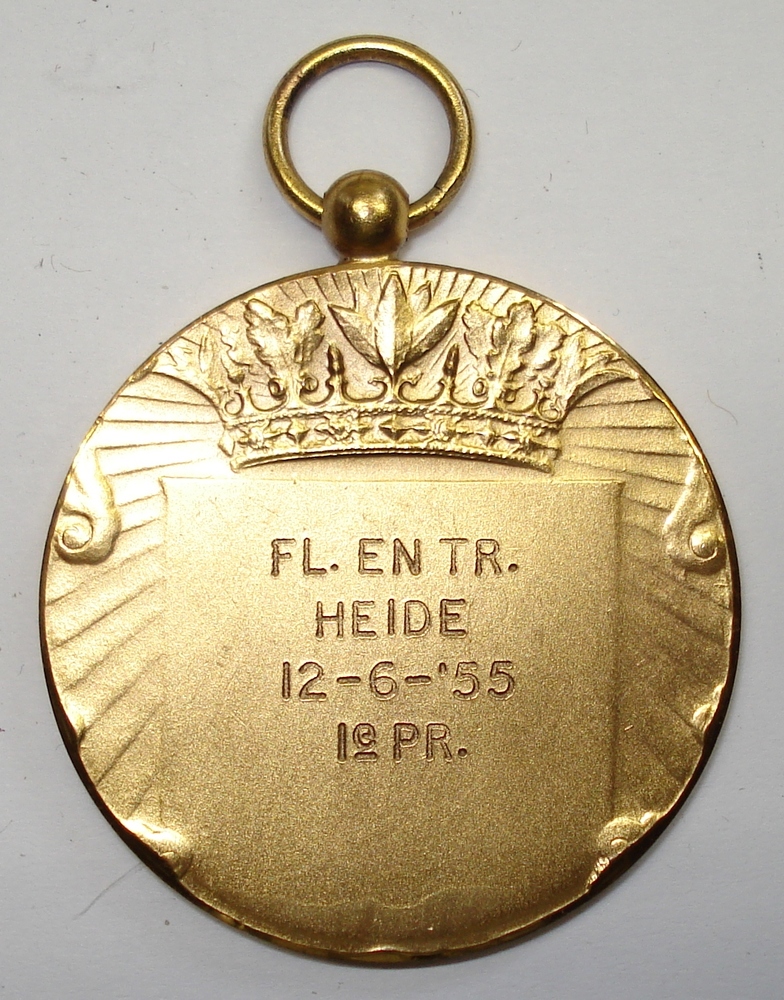 FL. EN TR.
HEIDE
12-6-'55
1e PR.